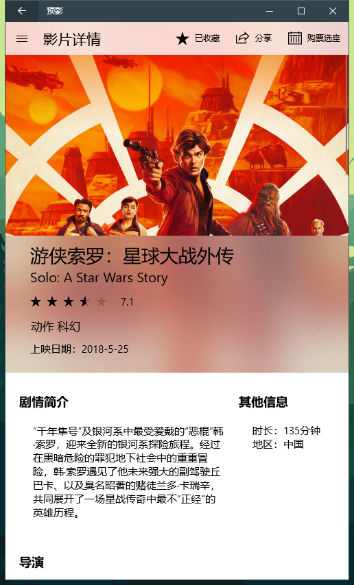 预影
影片详情
已收藏 分享 购票选座
游侠索罗：星球大战外传
Solo: A Star Wars Story
7.1
动作 科幻
上映日期：2018-5-25
剧情简介
其他信息
“千年隼号”及银河系中最受爱戴的“恶棍”韩
·索罗，迎来全新的银河系探险旅程。经过
在黑暗危险的罪犯地下社会中的重重冒
险，韩·索罗遇见了他未来强大的副驾驶丘
巴卡、以及臭名昭著的赌徒兰多·卡瑞辛，
共同展开了一场星战传奇中最不“正经”的
英雄历程。
时长：135分钟
地区：中国
导演